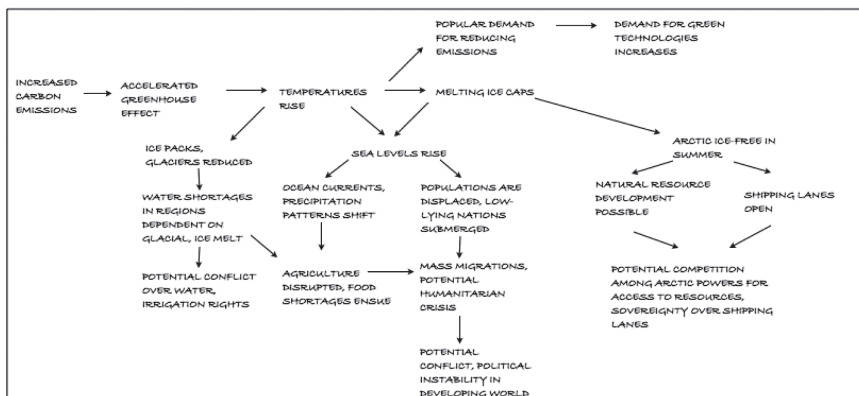 POPULAR DEMAND
FOR REDUCING
EMISSIONS
DEMAND FOR GREEN
TECHNOLOGIES
INCREASES
INCREASED
CARBON
EMISSIONS
ACCELERATED
GREENHOUSE
EFFECT
TEMPERATURES
RISE
MELTING ICE CAPS
ICE PACKS,
GLACIERS REDUCED
SEA LEVELS RISE
ARCTIC ICE-FREE IN
SUMMER
WATER SHORTAGES
IN REGIONS
DEPENDENT ON
GLACIAL, ICE MELT
OCEAN CURRENTS,
PRECIPITATION
PATTERNS SHIFT
POPULATIONS ARE
DISPLACED, LOW-
LYING NATIONS
SUBMERGED
NATURAL RESOURCE
DEVELOPMENT
POSSIBLE
SHIPPING LANES
OPEN
POTENTIAL CONFLICT
OVER WATER,
IRRIGATION RIGHTS
AGRICULTURE
DISRUPTED, FOOD
SHORTAGES ENSUE
MASS MIGRATIONS,
POTENTIAL
HUMANITARIAN
CRISIS
POTENTIAL COMPETITION
AMONG ARCTIC POWERS FOR
ACCESS TO RESOURCES,
SOVEREIGNTY OVER SHIPPING
LANES
POTENTIAL
CONFLICT, POLITICAL
INSTABILITY IN
DEVELOPING WORLD